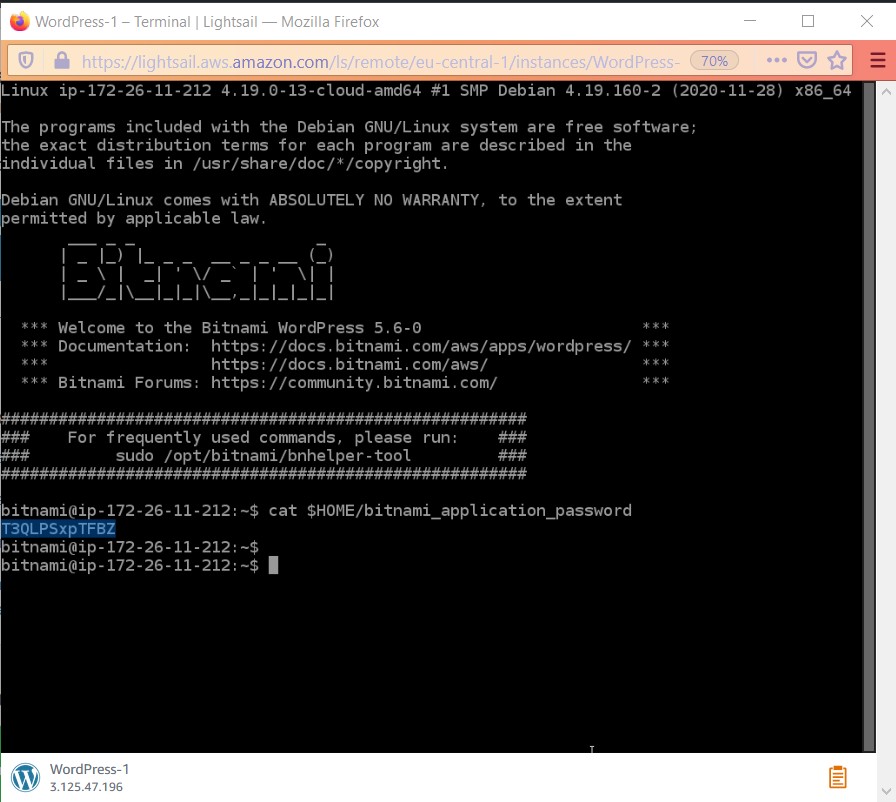 WordPress-1 – Terminal | Lightsail — Mozilla Firefox
https://lightsail.aws.amazon.com/ls/remote/eu-central-1/instances/WordPress- 70%
Linux ip-172-26-11-212 4.19.0-13-cloud-amd64 #1 SMP Debian 4.19.160-2 (2020-11-28) x86_64
The programs included with the Debian GNU/Linux system are free software;
the exact distribution terms for each program are described in the
individual files in /usr/share/doc/*/copyright.
Debian GNU/Linux comes with ABSOLUTELY NO WARRANTY, to the extent
permitted by applicable law.
Bitnami
*** Welcome to the Bitnami WordPress 5.6-0 ***
*** Documentation: https://docs.bitnami.com/aws/apps/wordpress/ ***
*** https://docs.bitnami.com/aws/ ***
*** Bitnami Forums: https://community.bitnami.com/ ***
#######################################################
### For frequently used commands, please run: ###
### sudo /opt/bitnami/bnhelper-tool ###
#######################################################
bitnami@ip-172-26-11-212:~$ cat $HOME/bitnami_application_password
T3QLPSxpTFBZ
bitnami@ip-172-26-11-212:~$
bitnami@ip-172-26-11-212:~$
WordPress-1
3.125.47.196